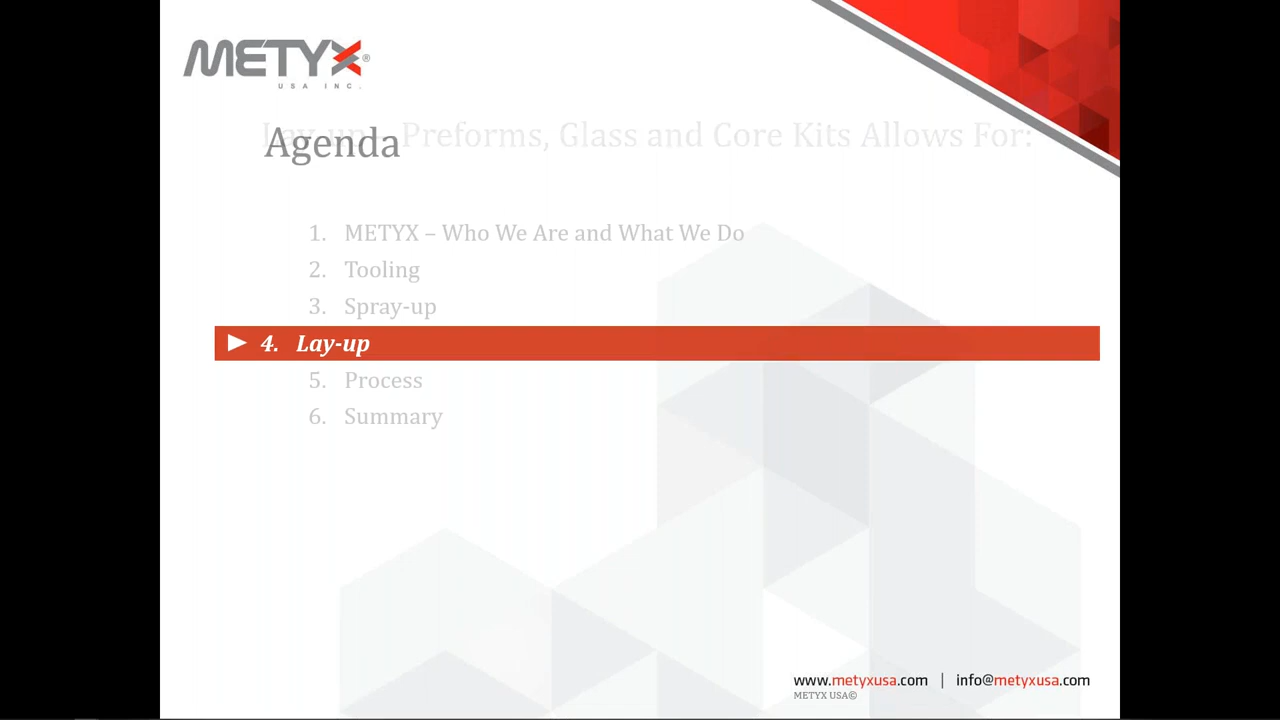 METYX®
USA INC.
Lay-up – Preforms, Glass and Core Kits Allows For:
Agenda
1. METYX – Who We Are and What We Do
2. Tooling
3. Spray-up
4. Lay-up
5. Process
6. Summary
www.metyxusa.com | info@metyxusa.com
METYX USA©